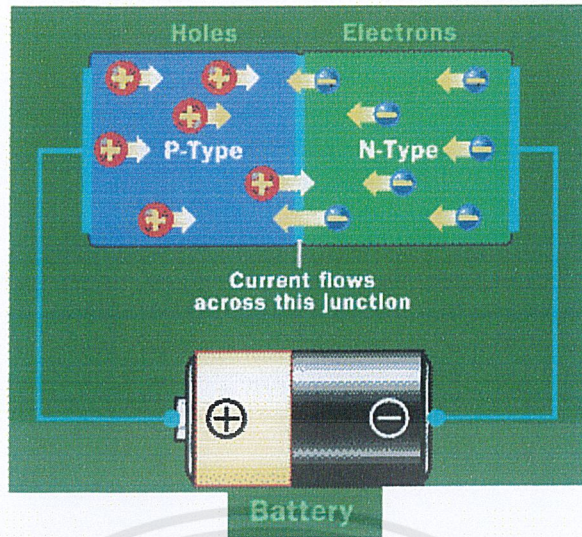 Holes Electrons
P-Type N-Type
Current flows
across this junction
Battery